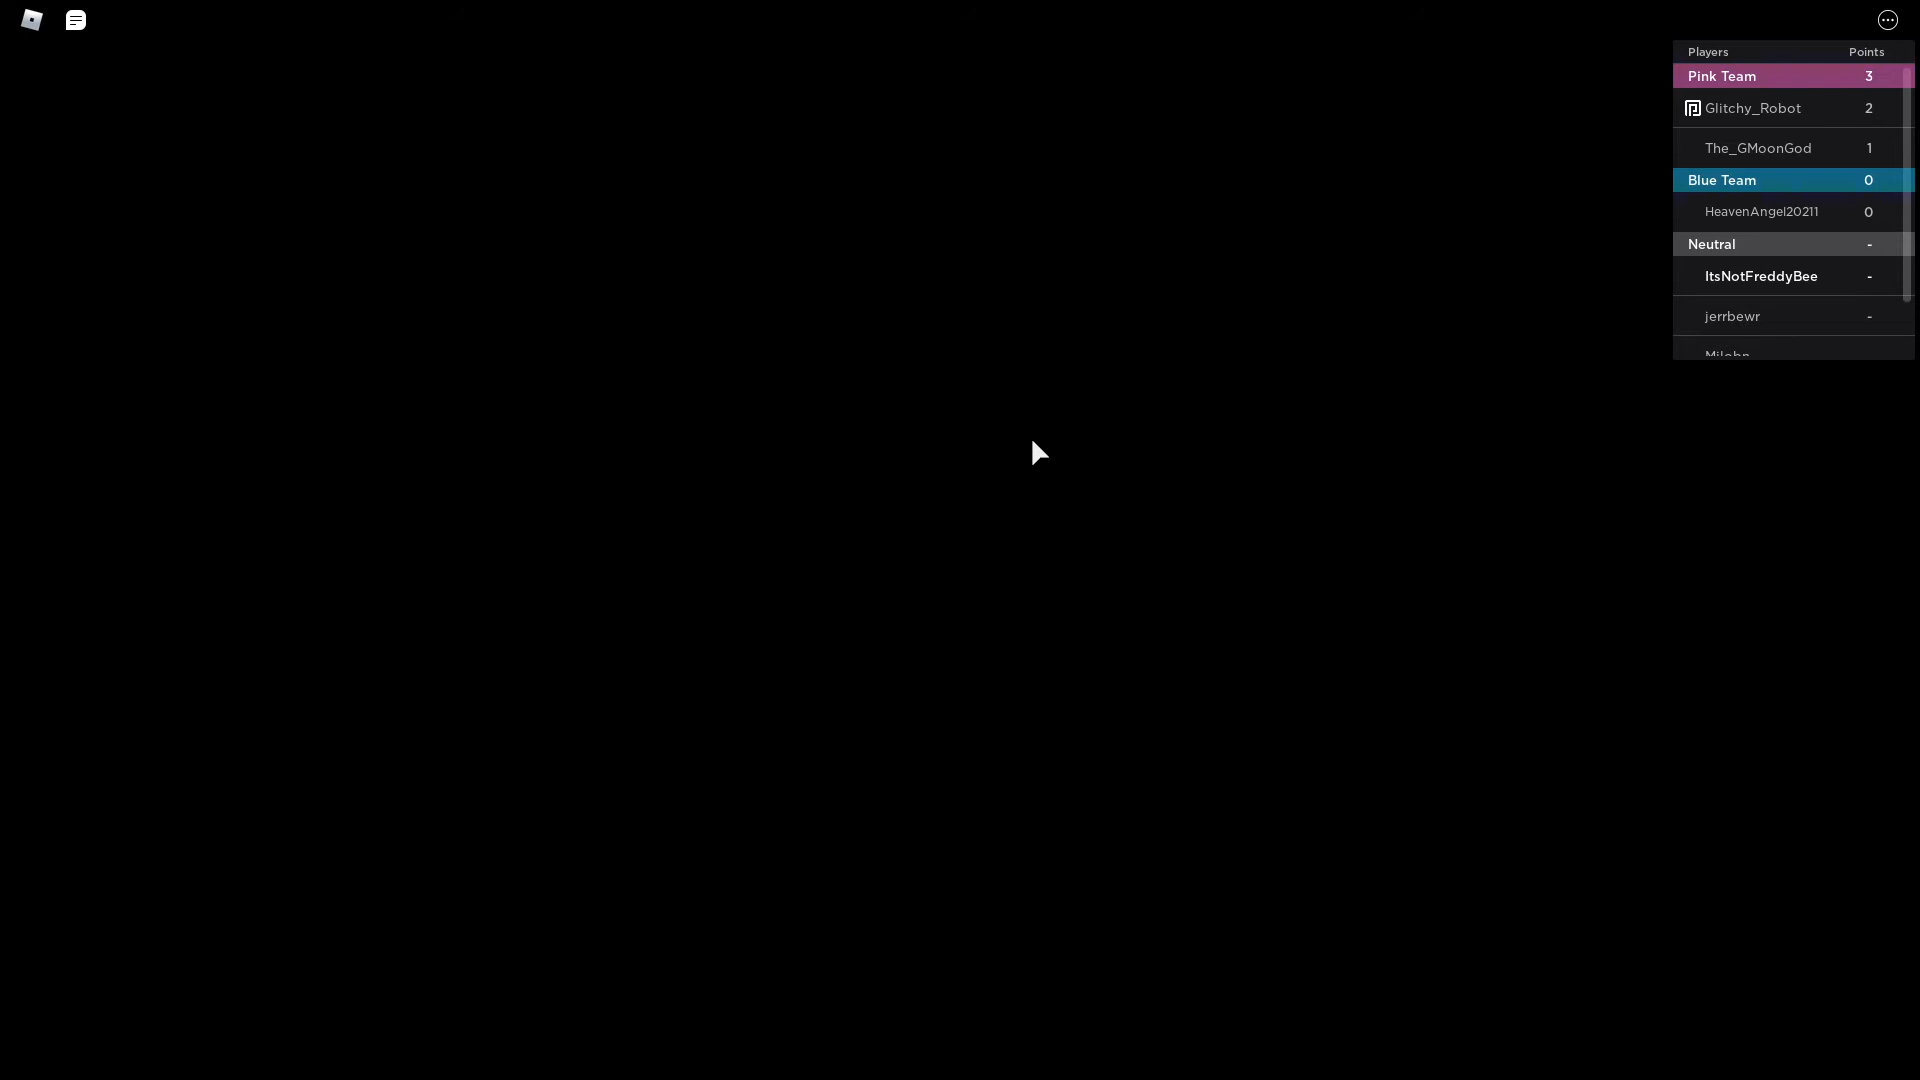 Players Points
Pink Team 3
Glitchy_Robot 2
The_GMoonGod 1
Blue Team 0
HeavenAngel20211 0
Neutral -
ItsNotFreddyBee -
jerrbewr -